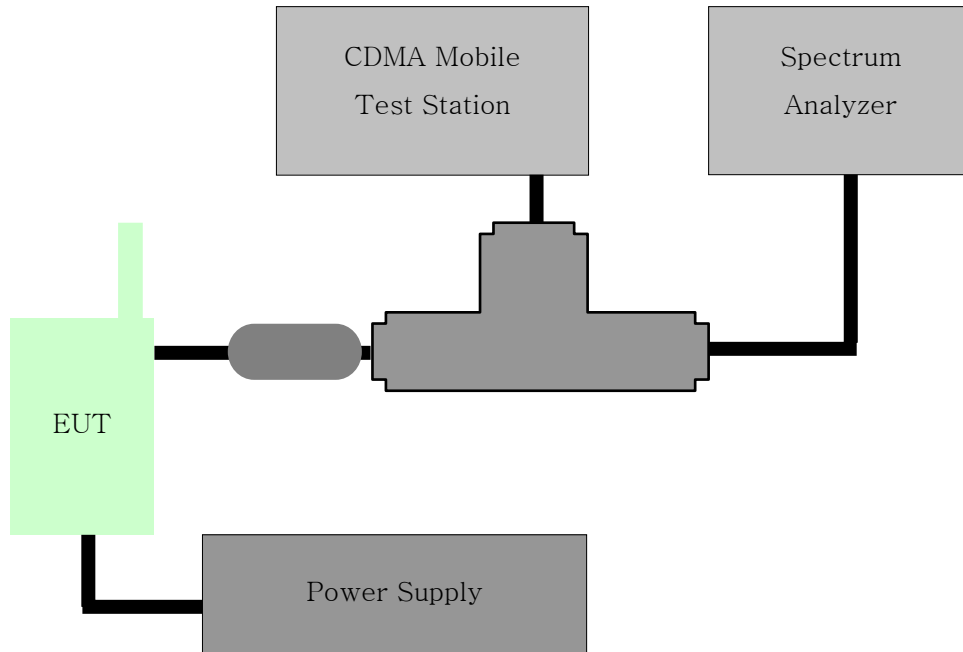 CDMA Mobile
Test Station
Spectrum
Analyzer
EUT
Power Supply